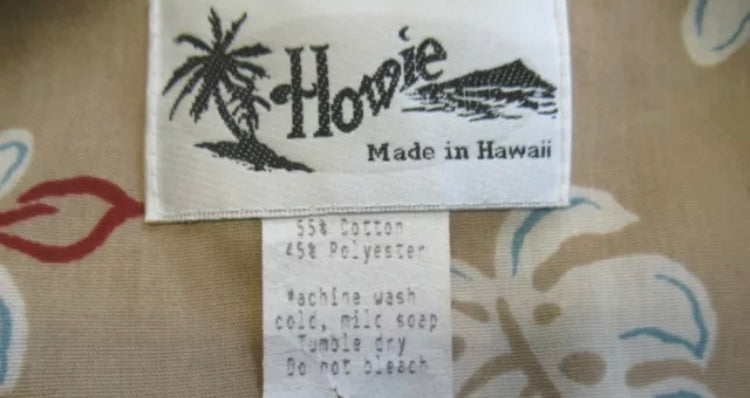 Howie
Made in Hawaii
55% Cotton
45% Polyester
Machine wash
cold, mild soap
Tumble dry
Do not bleach